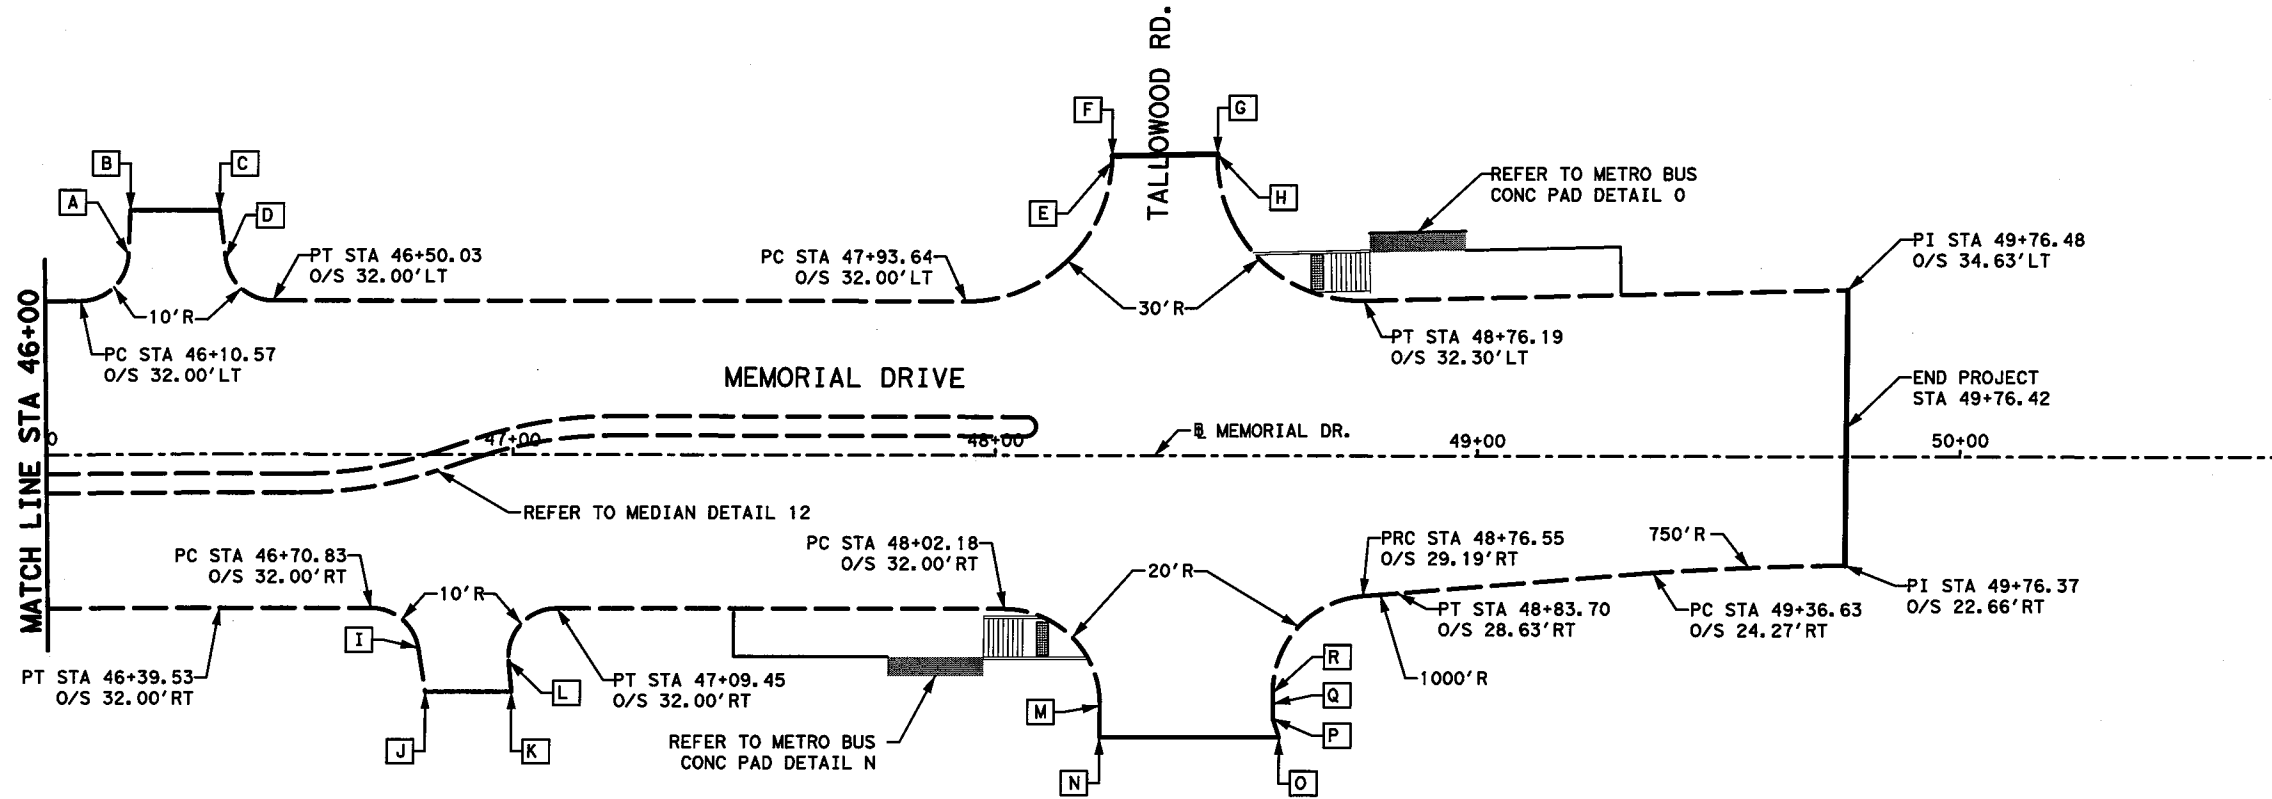 TALLOWOOD RD.
F
G
B
C
A
D
E
H
REFER TO METRO BUS
CONC PAD DETAIL O
PT STA 46+50.03
O/S 32.00'LT
PC STA 47+93.64
O/S 32.00'LT
PI STA 49+76.48
O/S 34.63'LT
10'R
30'R
PC STA 46+10.57
O/S 32.00'LT
PT STA 48+76.19
O/S 32.30'LT
MATCH LINE STA 46+00
MEMORIAL DRIVE
END PROJECT
STA 49+76.42
0
47+00
48+00
B MEMORIAL DR.
49+00
50+00
REFER TO MEDIAN DETAIL 12
PC STA 46+70.83
O/S 32.00'RT
PC STA 48+02.18
O/S 32.00'RT
PRC STA 48+76.55
O/S 29.19'RT
750'R
10'R
20'R
PI STA 49+76.37
O/S 22.66'RT
PT STA 48+83.70
O/S 28.63'RT
PC STA 49+36.63
O/S 24.27'RT
I
PT STA 46+39.53
O/S 32.00'RT
L
PT STA 47+09.45
O/S 32.00'RT
R
1000'R
Q
M
P
J
K
REFER TO METRO BUS
CONC PAD DETAIL N
N
O